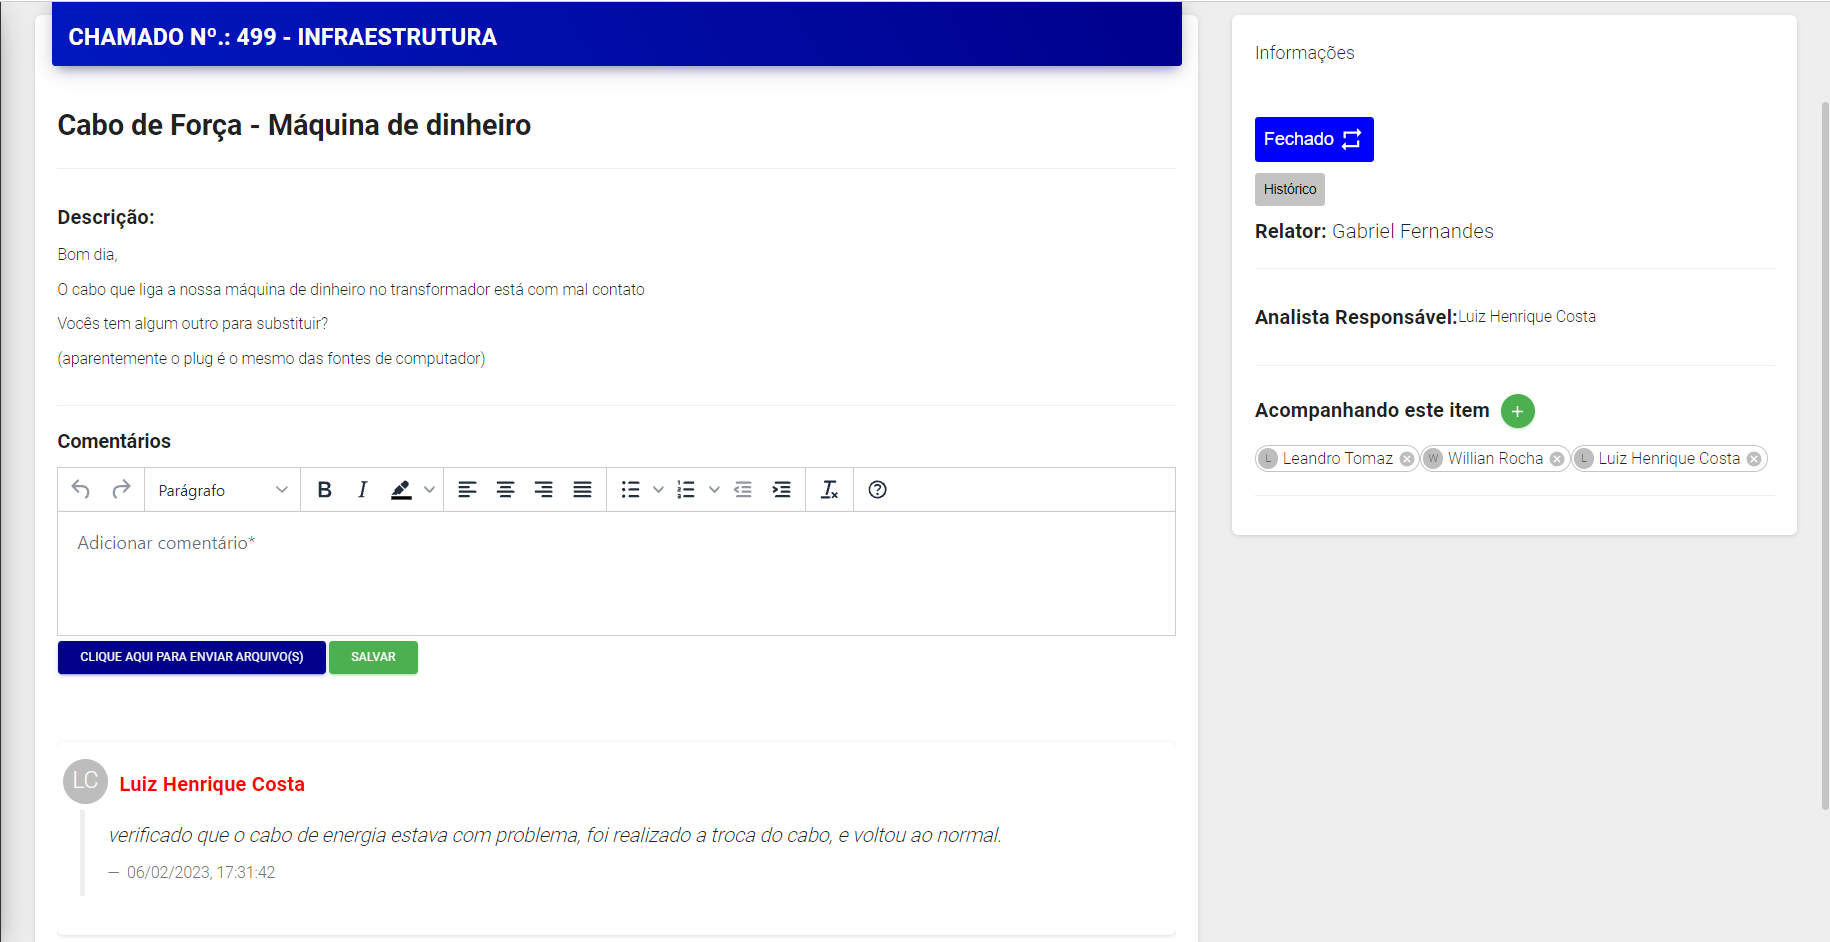 CHAMADO Nº.: 499 - INFRAESTRUTURA
Cabo de Força - Máquina de dinheiro
Descrição:
Bom dia,
O cabo que liga a nossa máquina de dinheiro no transformador está com mal contato
Vocês tem algum outro para substituir?
(aparentemente o plug é o mesmo das fontes de computador)
Comentários
Parágrafo
Adicionar comentário*
CLIQUE AQUI PARA ENVIAR ARQUIVO(S) SALVAR
LC Luiz Henrique Costa
verificado que o cabo de energia estava com problema, foi realizado a troca do cabo, e voltou ao normal.
— 06/02/2023, 17:31:42
Informações
Fechado
Histórico
Relator: Gabriel Fernandes
Analista Responsável:Luiz Henrique Costa
Acompanhando este item +
L Leandro Tomaz W Willian Rocha L Luiz Henrique Costa